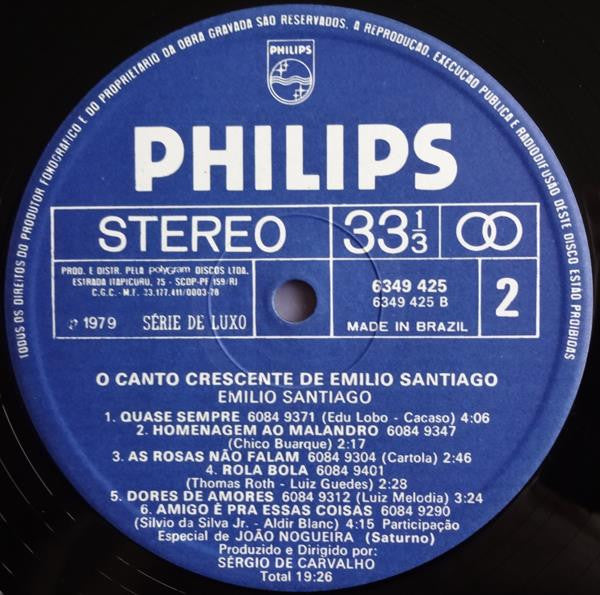 TODOS OS DIREITOS DO PRODUTOR FONOGRÁFICO E DO PROPRIETÁRIO DA OBRA GRAVADA SÃO RESERVADOS. A REPRODUÇÃO, EXECUÇÃO PÚBLICA E RADIODIFUSÃO DÊSTE DISCO ESTÃO PROIBIDAS
PHILIPS
PHILIPS
STEREO
33 1/3
PROD. E DISTR. PELA polyGram DISCOS LTDA.
ESTRADA ITAPICURU, 75 - SCDP-PF 159/RJ
C.G.C.- M.F. 33.177.411/0003-78
℗ 1979 SÉRIE DE LUXO
6349 425
6349 425 B
MADE IN BRAZIL
2
O CANTO CRESCENTE DE EMILIO SANTIAGO
EMILIO SANTIAGO
1. QUASE SEMPRE 6084 9371 (Edu Lobo - Cacaso) 4:06
2. HOMENAGEM AO MALANDRO 6084 9347
(Chico Buarque) 2:17
3. AS ROSAS NÃO FALAM 6084 9304 (Cartola) 2:46
4. ROLA BOLA 6084 9401
(Thomas Roth - Luiz Guedes) 2:28
5. DORES DE AMORES 6084 9312 (Luiz Melodia) 3:24
6. AMIGO É PRA ESSAS COISAS 6084 9290
(Silvio da Silva Jr. - Aldir Blanc) 4:15 Participação
Especial de JOÃO NOGUEIRA (Saturno)
Produzido e Dirigido por:
SÉRGIO DE CARVALHO
Total 19:26